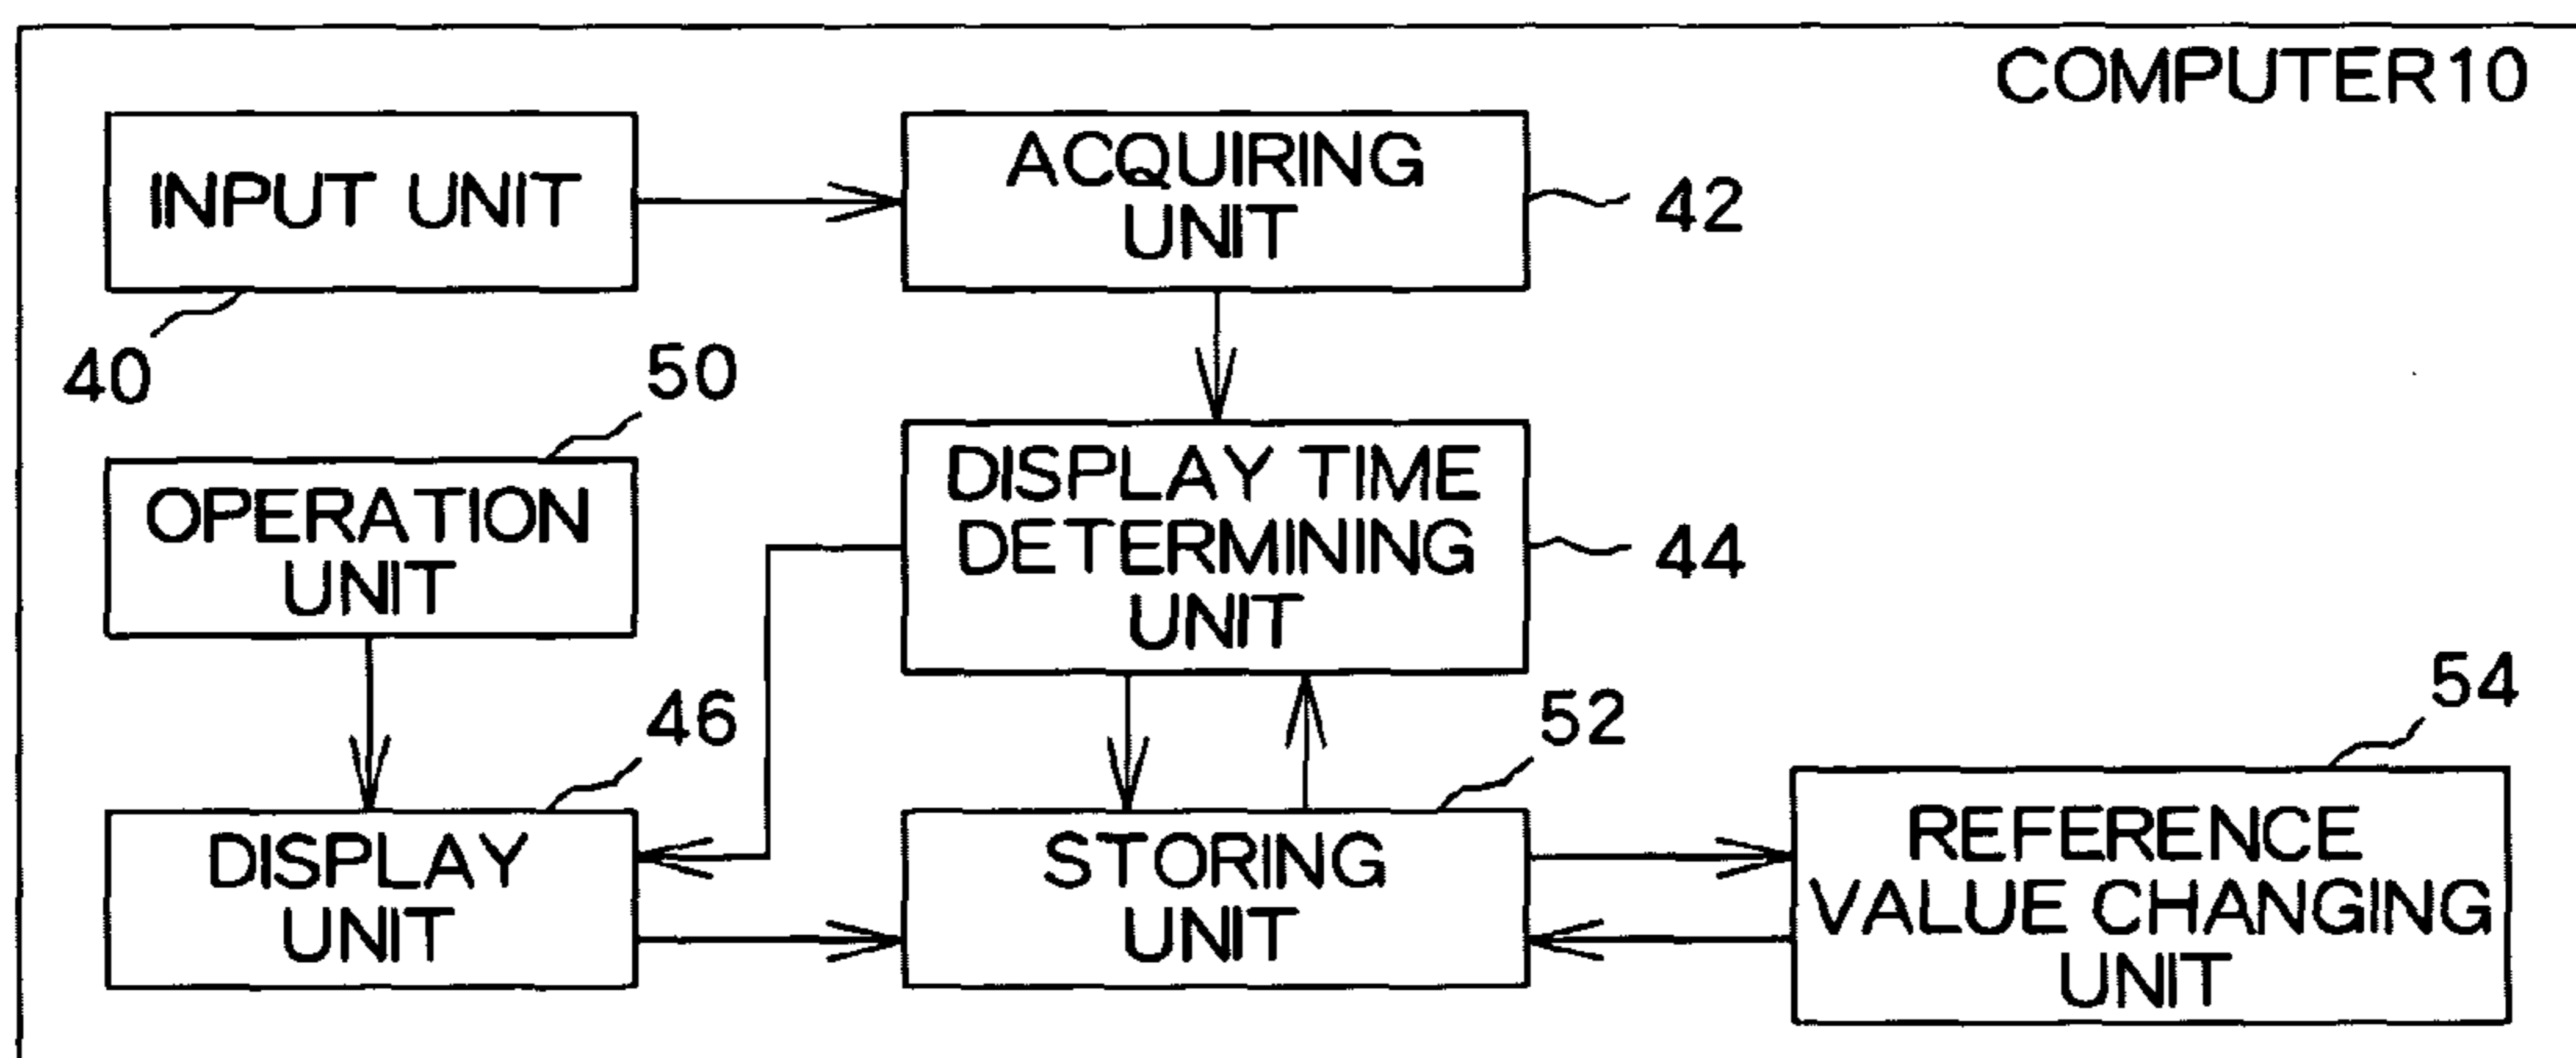 COMPUTER10
INPUT UNIT
40
ACQUIRING
UNIT
42
OPERATION
UNIT
50
DISPLAY TIME
DETERMINING
UNIT
44
DISPLAY
UNIT
46
STORING
UNIT
52
REFERENCE
VALUE CHANGING
UNIT
54